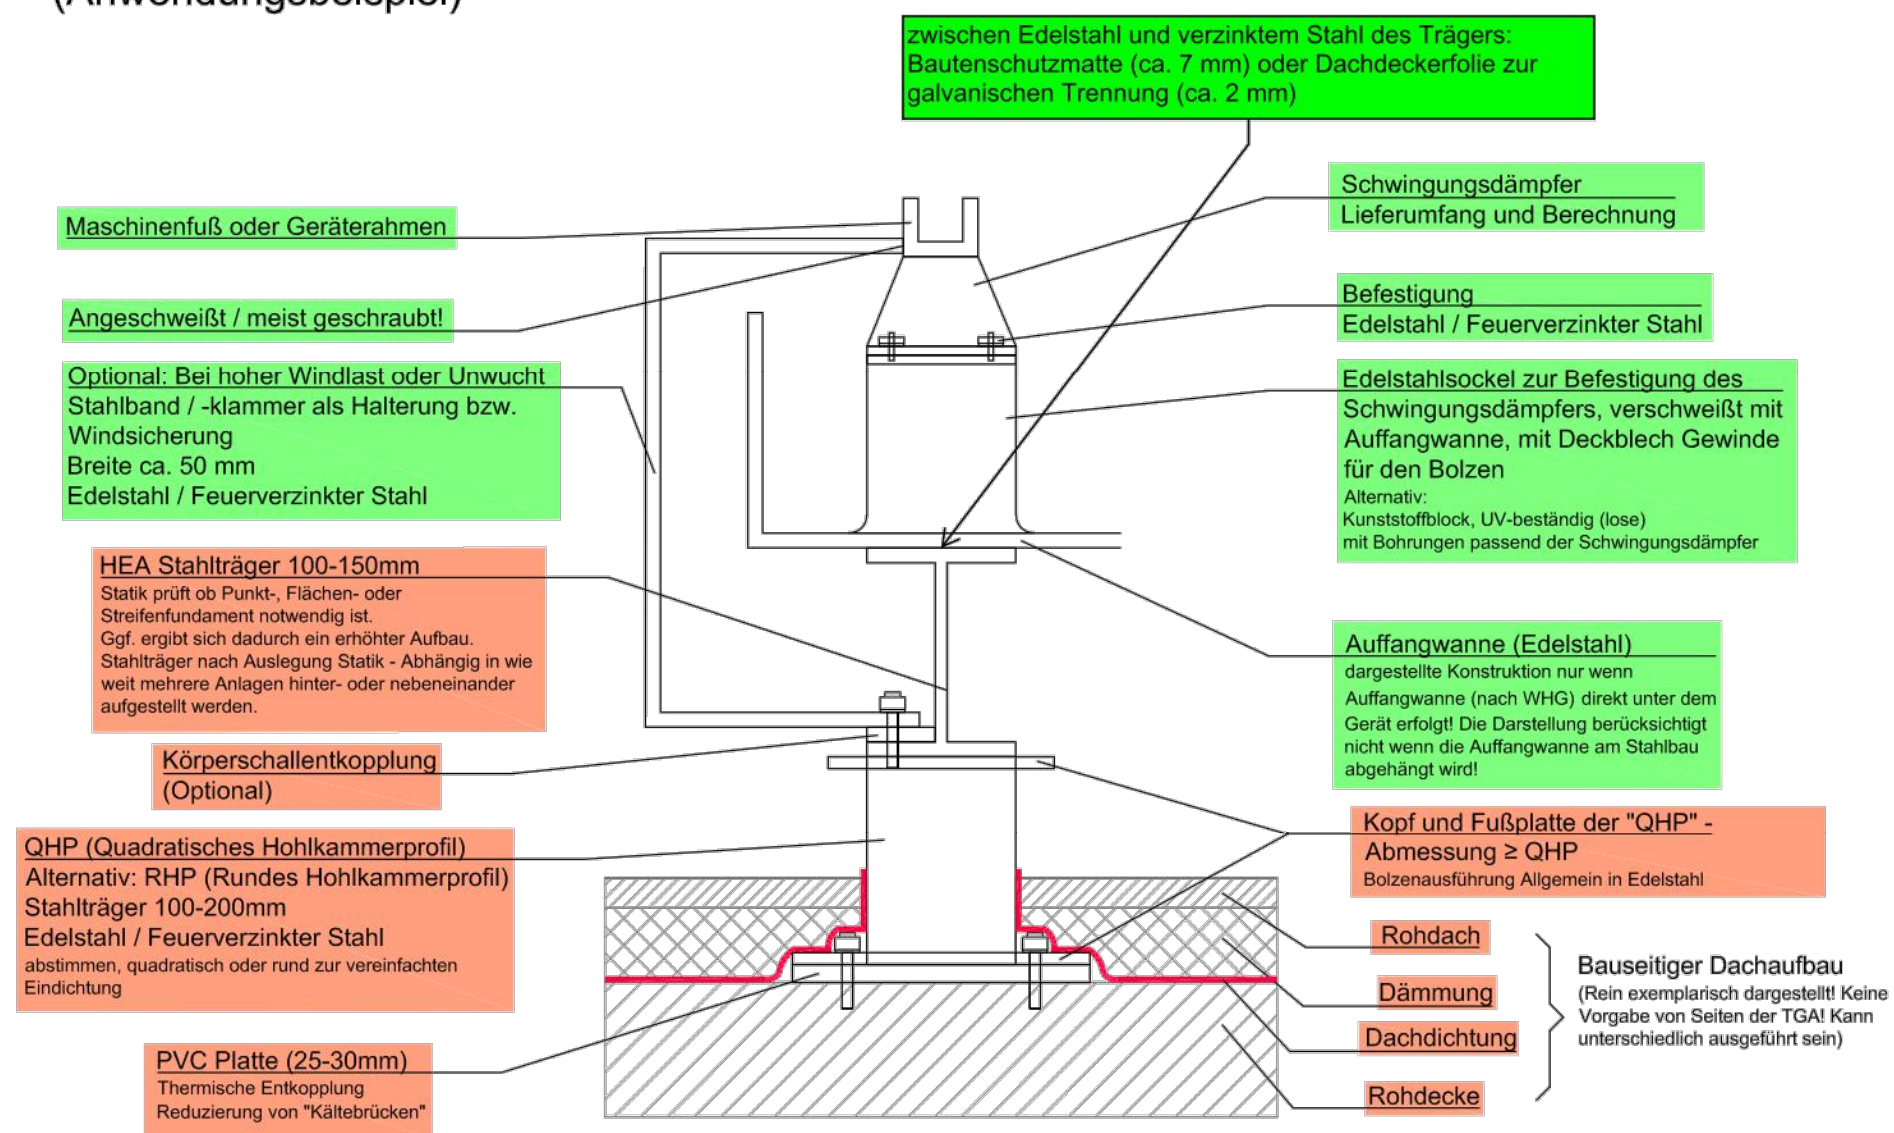 (Anwendungsbeispiel)
zwischen Edelstahl und verzinktem Stahl des Trägers:
Bautenschutzmatte (ca. 7 mm) oder Dachdeckerfolie zur
galvanischen Trennung (ca. 2 mm)
Schwingungsdämpfer
Lieferumfang und Berechnung
Maschinenfuß oder Geräterahmen
Befestigung
Edelstahl / Feuerverzinkter Stahl
Angeschweißt / meist geschraubt!
Optional: Bei hoher Windlast oder Unwucht
Stahlband / -klammer als Halterung bzw.
Windsicherung
Breite ca. 50 mm
Edelstahl / Feuerverzinkter Stahl
Edelstahlsockel zur Befestigung des
Schwingungsdämpfers, verschweißt mit
Auffangwanne, mit Deckblech Gewinde
für den Bolzen
Alternativ:
Kunststoffblock, UV-beständig (lose)
mit Bohrungen passend der Schwingungsdämpfer
HEA Stahlträger 100-150mm
Statik prüft ob Punkt-, Flächen- oder
Streifenfundament notwendig ist.
Ggf. ergibt sich dadurch ein erhöhter Aufbau.
Stahlträger nach Auslegung Statik - Abhängig in wie
weit mehrere Anlagen hinter- oder nebeneinander
aufgestellt werden.
Auffangwanne (Edelstahl)
dargestellte Konstruktion nur wenn
Auffangwanne (nach WHG) direkt unter dem
Gerät erfolgt! Die Darstellung berücksichtigt
nicht wenn die Auffangwanne am Stahlbau
abgehängt wird!
Körperschallentkopplung
(Optional)
Kopf und Fußplatte der "QHP" -
Abmessung ≥ QHP
Bolzenausführung Allgemein in Edelstahl
QHP (Quadratisches Hohlkammerprofil)
Alternativ: RHP (Rundes Hohlkammerprofil)
Stahlträger 100-200mm
Edelstahl / Feuerverzinkter Stahl
abstimmen, quadratisch oder rund zur vereinfachten
Eindichtung
Rohdach
Dämmung
Dachdichtung
Rohdecke
Bauseitiger Dachaufbau
(Rein exemplarisch dargestellt! Keine
Vorgabe von Seiten der TGA! Kann
unterschiedlich ausgeführt sein)
PVC Platte (25-30mm)
Thermische Entkopplung
Reduzierung von "Kältebrücken"